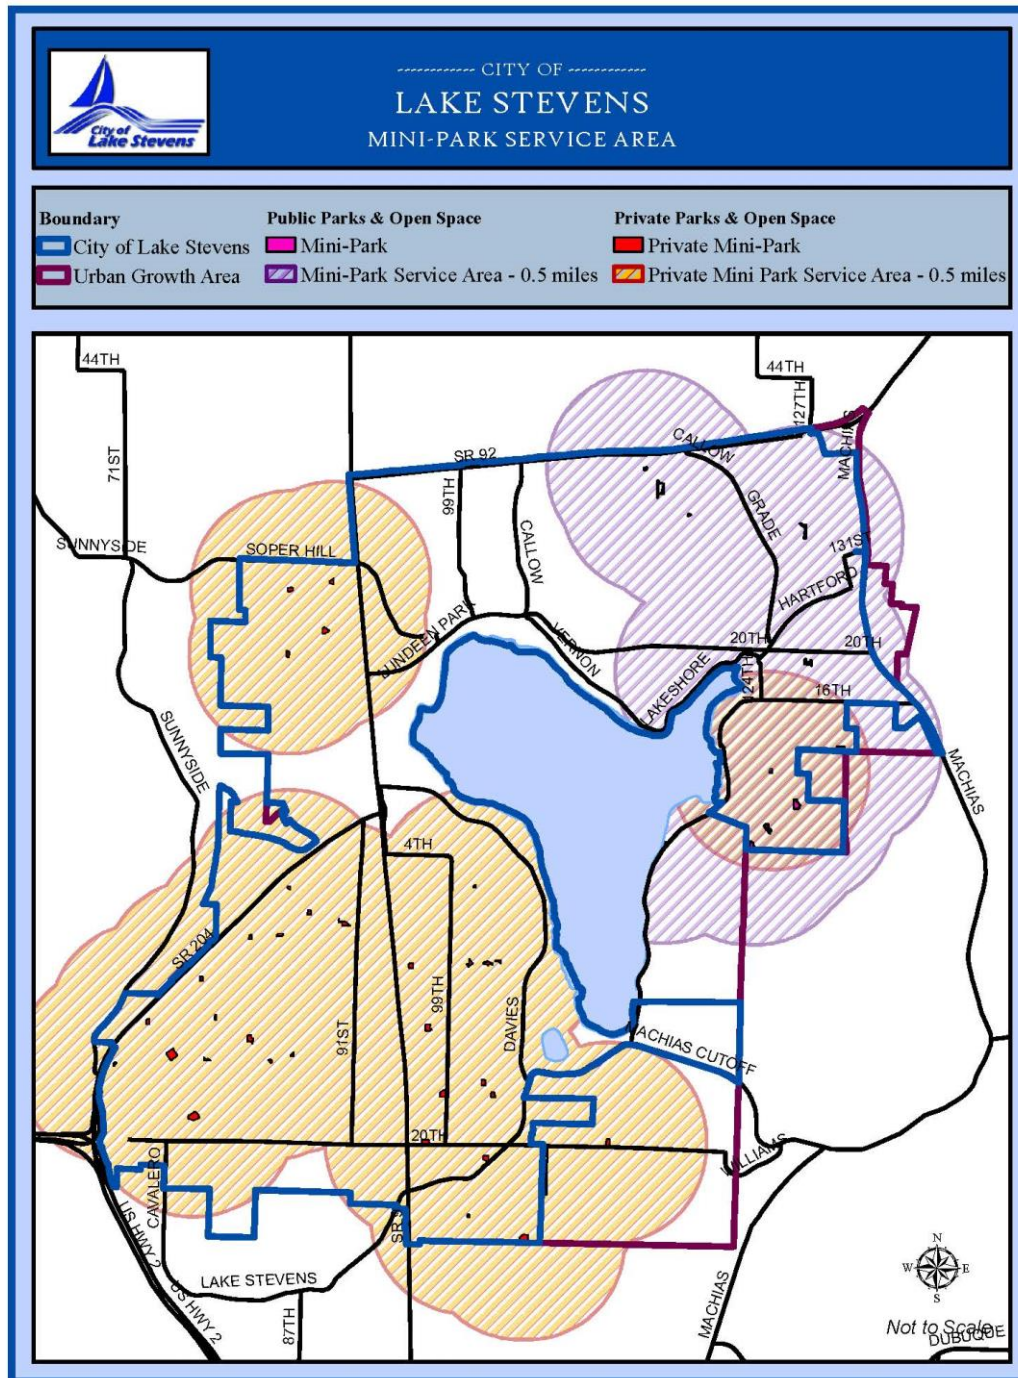 City of
Lake Stevens
------------ CITY OF ------------
LAKE STEVENS
MINI-PARK SERVICE AREA
Boundary
City of Lake Stevens
Urban Growth Area
Public Parks & Open Space
Mini-Park
Mini-Park Service Area - 0.5 miles
Private Parks & Open Space
Private Mini-Park
Private Mini Park Service Area - 0.5 miles
44TH
44TH
71ST
127TH
MACHIAS
CALLOW
SR 92
99TH
CALLOW
GRADE
SUNNYSIDE
SOPER HILL
131ST
HARTFORD
LUNDEEN PARK
VERNON
20TH
20TH
LAKESHORE
124TH
16TH
SUNNYSIDE
MACHIAS
4TH
SR 204
99TH
91ST
DAVIES
MACHIAS CUTOFF
20TH
WILLIAMS
CAVALERO
US HWY 2
SR 9
LAKE STEVENS
US HWY 2
87TH
MACHIAS
N
W
E
S
Not to Scale
DUBUQUE